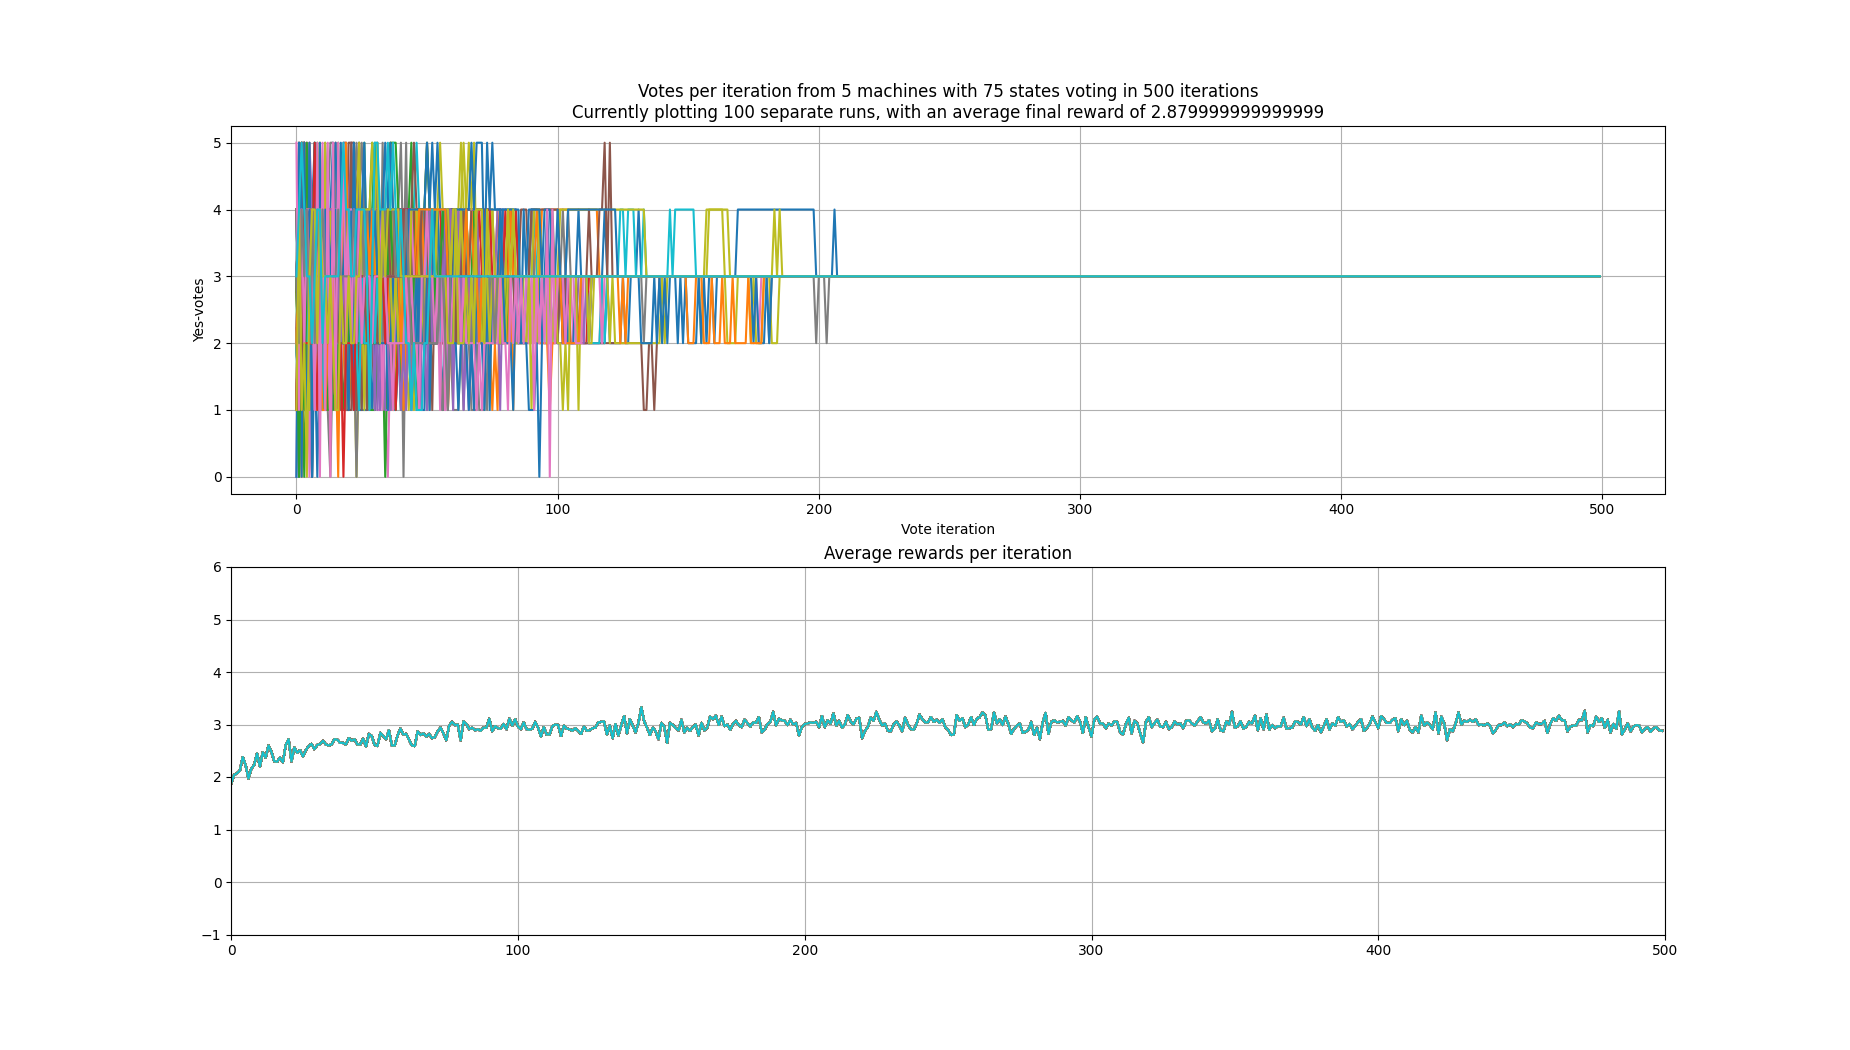 Votes per iteration from 5 machines with 75 states voting in 500 iterations
Currently plotting 100 separate runs, with an average final reward of 2.879999999999999
5
4
3
2
1
0
Yes-votes
0 100 200 300 400 500
Vote iteration
Average rewards per iteration
6
5
4
3
2
1
0
−1
0 100 200 300 400 500